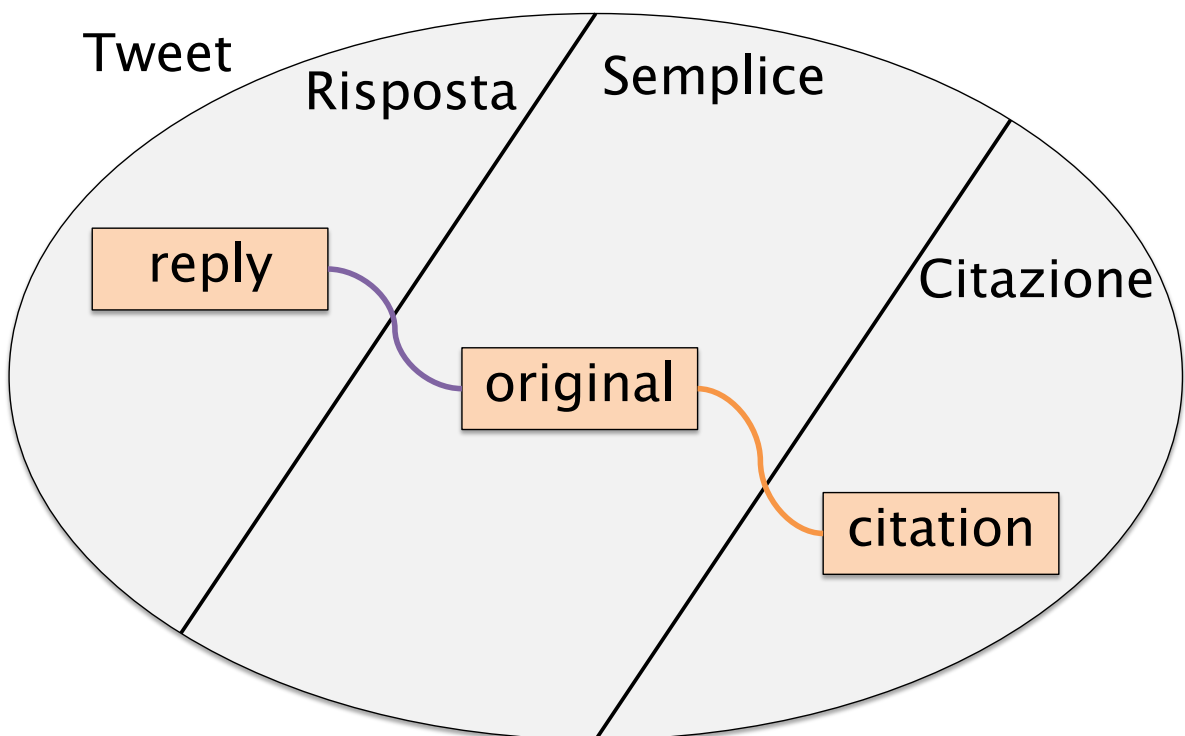 Tweet
Risposta
Semplice
reply
Citazione
original
citation